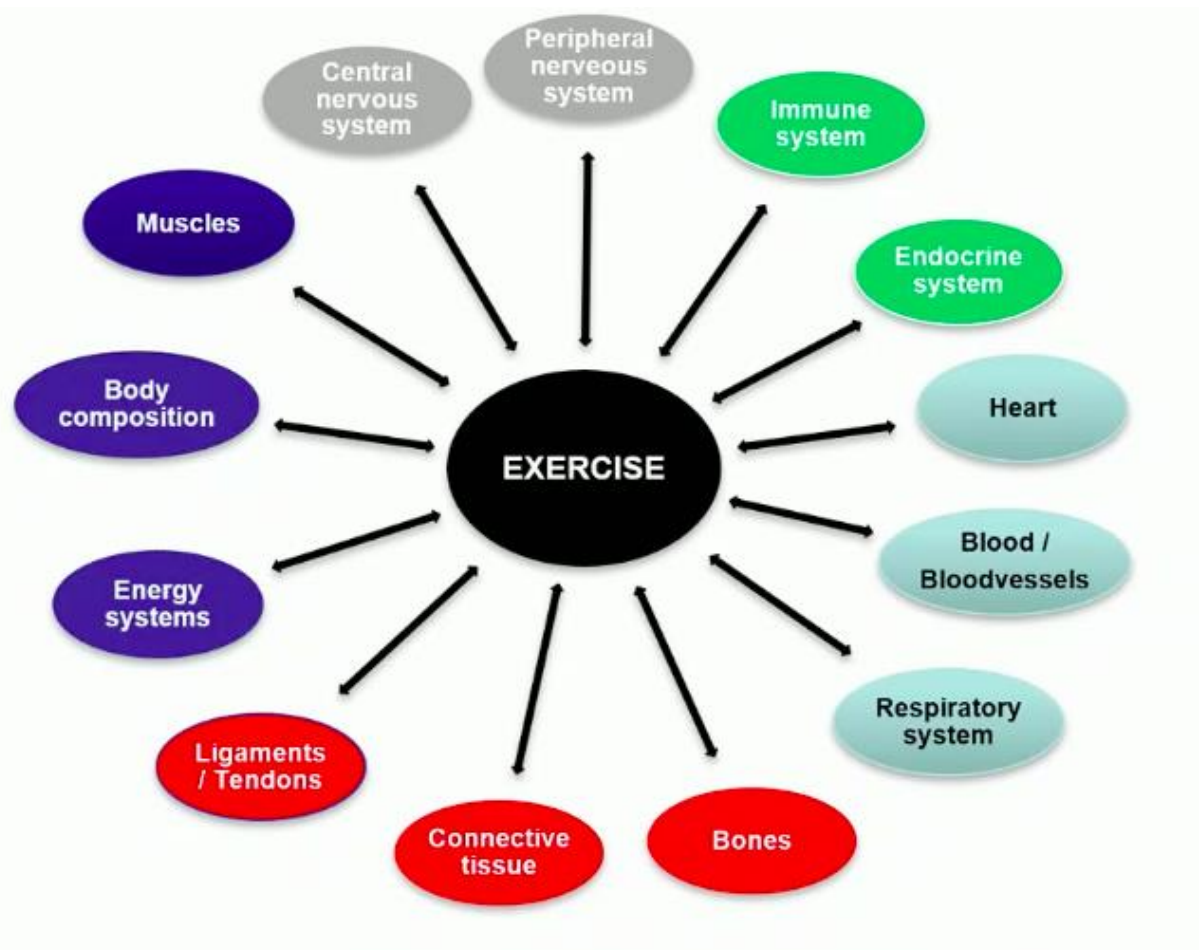 Peripheral
nerveous
system
Central
nervous
system
Immune
system
Muscles
Endocrine
system
Body
composition
Heart
EXERCISE
Blood /
Bloodvessels
Energy
systems
Respiratory
system
Ligaments
/ Tendons
Connective
tissue
Bones